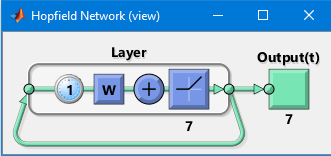 Hopfield Network (view)
Layer
Output(t)
1
W
7
7